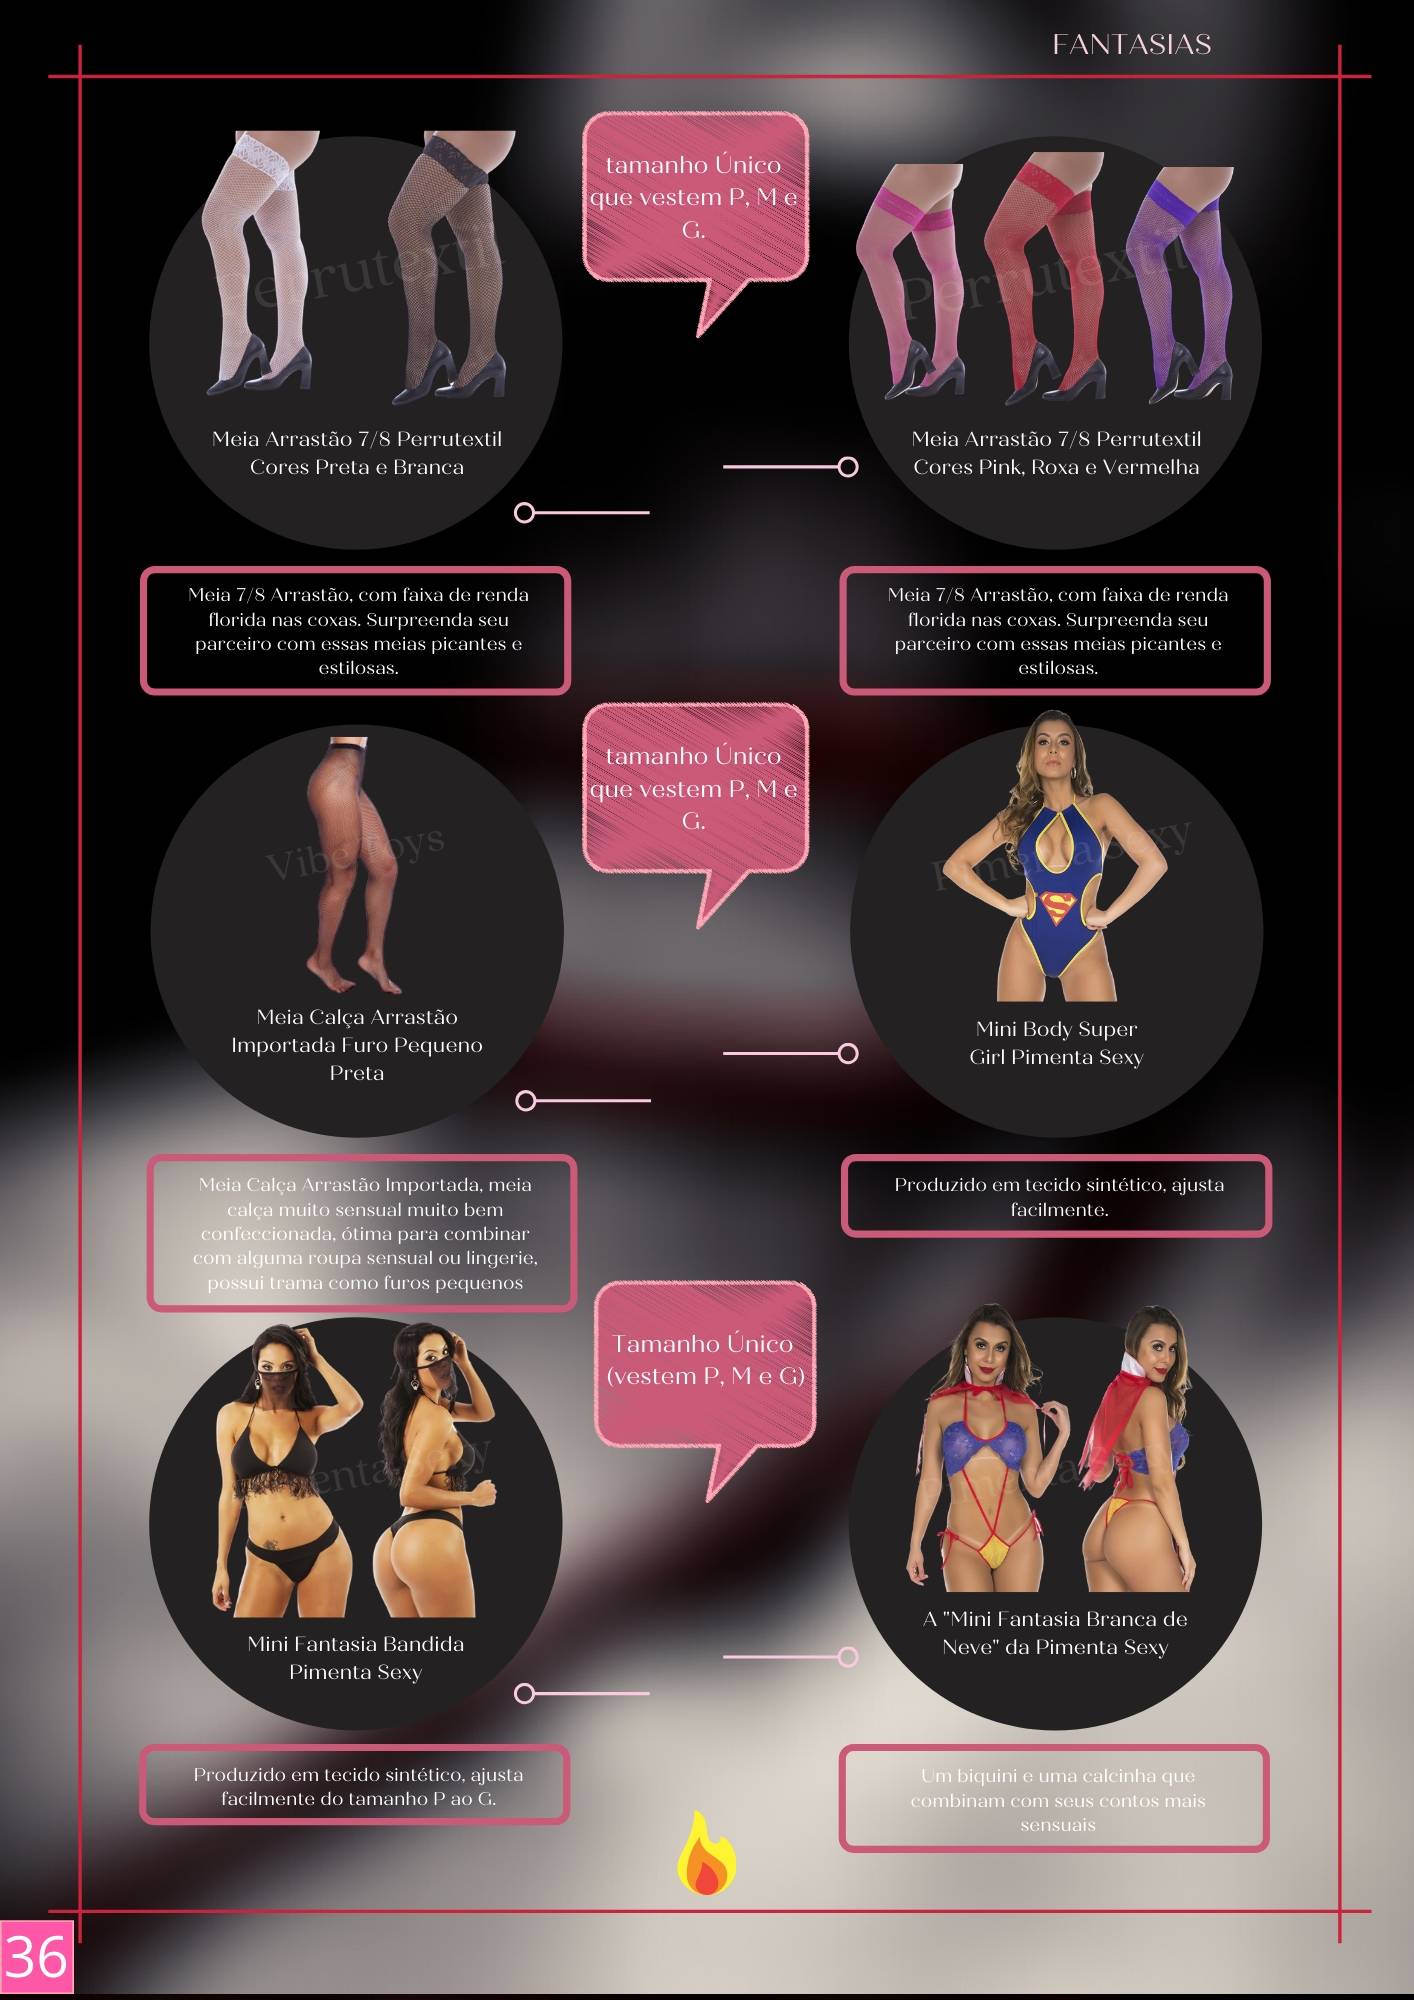 FANTASIAS
tamanho Único
que vestem P, M e
G.
Perrutextil
Perrutextil
Meia Arrastão 7/8 Perrutextil
Cores Preta e Branca
Meia Arrastão 7/8 Perrutextil
Cores Pink, Roxa e Vermelha
Meia 7/8 Arrastão, com faixa de renda
florida nas coxas. Surpreenda seu
parceiro com essas meias picantes e
estilosas.
Meia 7/8 Arrastão, com faixa de renda
florida nas coxas. Surpreenda seu
parceiro com essas meias picantes e
estilosas.
tamanho Único
que vestem P, M e
G.
Vibe Toys
Pimenta Sexy
S
Meia Calça Arrastão
Importada Furo Pequeno
Preta
Mini Body Super
Girl Pimenta Sexy
Meia Calça Arrastão Importada, meia
calça muito sensual muito bem
confeccionada, ótima para combinar
com alguma roupa sensual ou lingerie,
possui trama como furos pequenos
Produzido em tecido sintético, ajusta
facilmente.
Tamanho Único
(vestem P, M e G)
Pimenta Sexy
Pimenta Sexy
Mini Fantasia Bandida
Pimenta Sexy
A "Mini Fantasia Branca de
Neve" da Pimenta Sexy
Produzido em tecido sintético, ajusta
facilmente do tamanho P ao G.
Um biquini e uma calcinha que
combinam com seus contos mais
sensuais
36